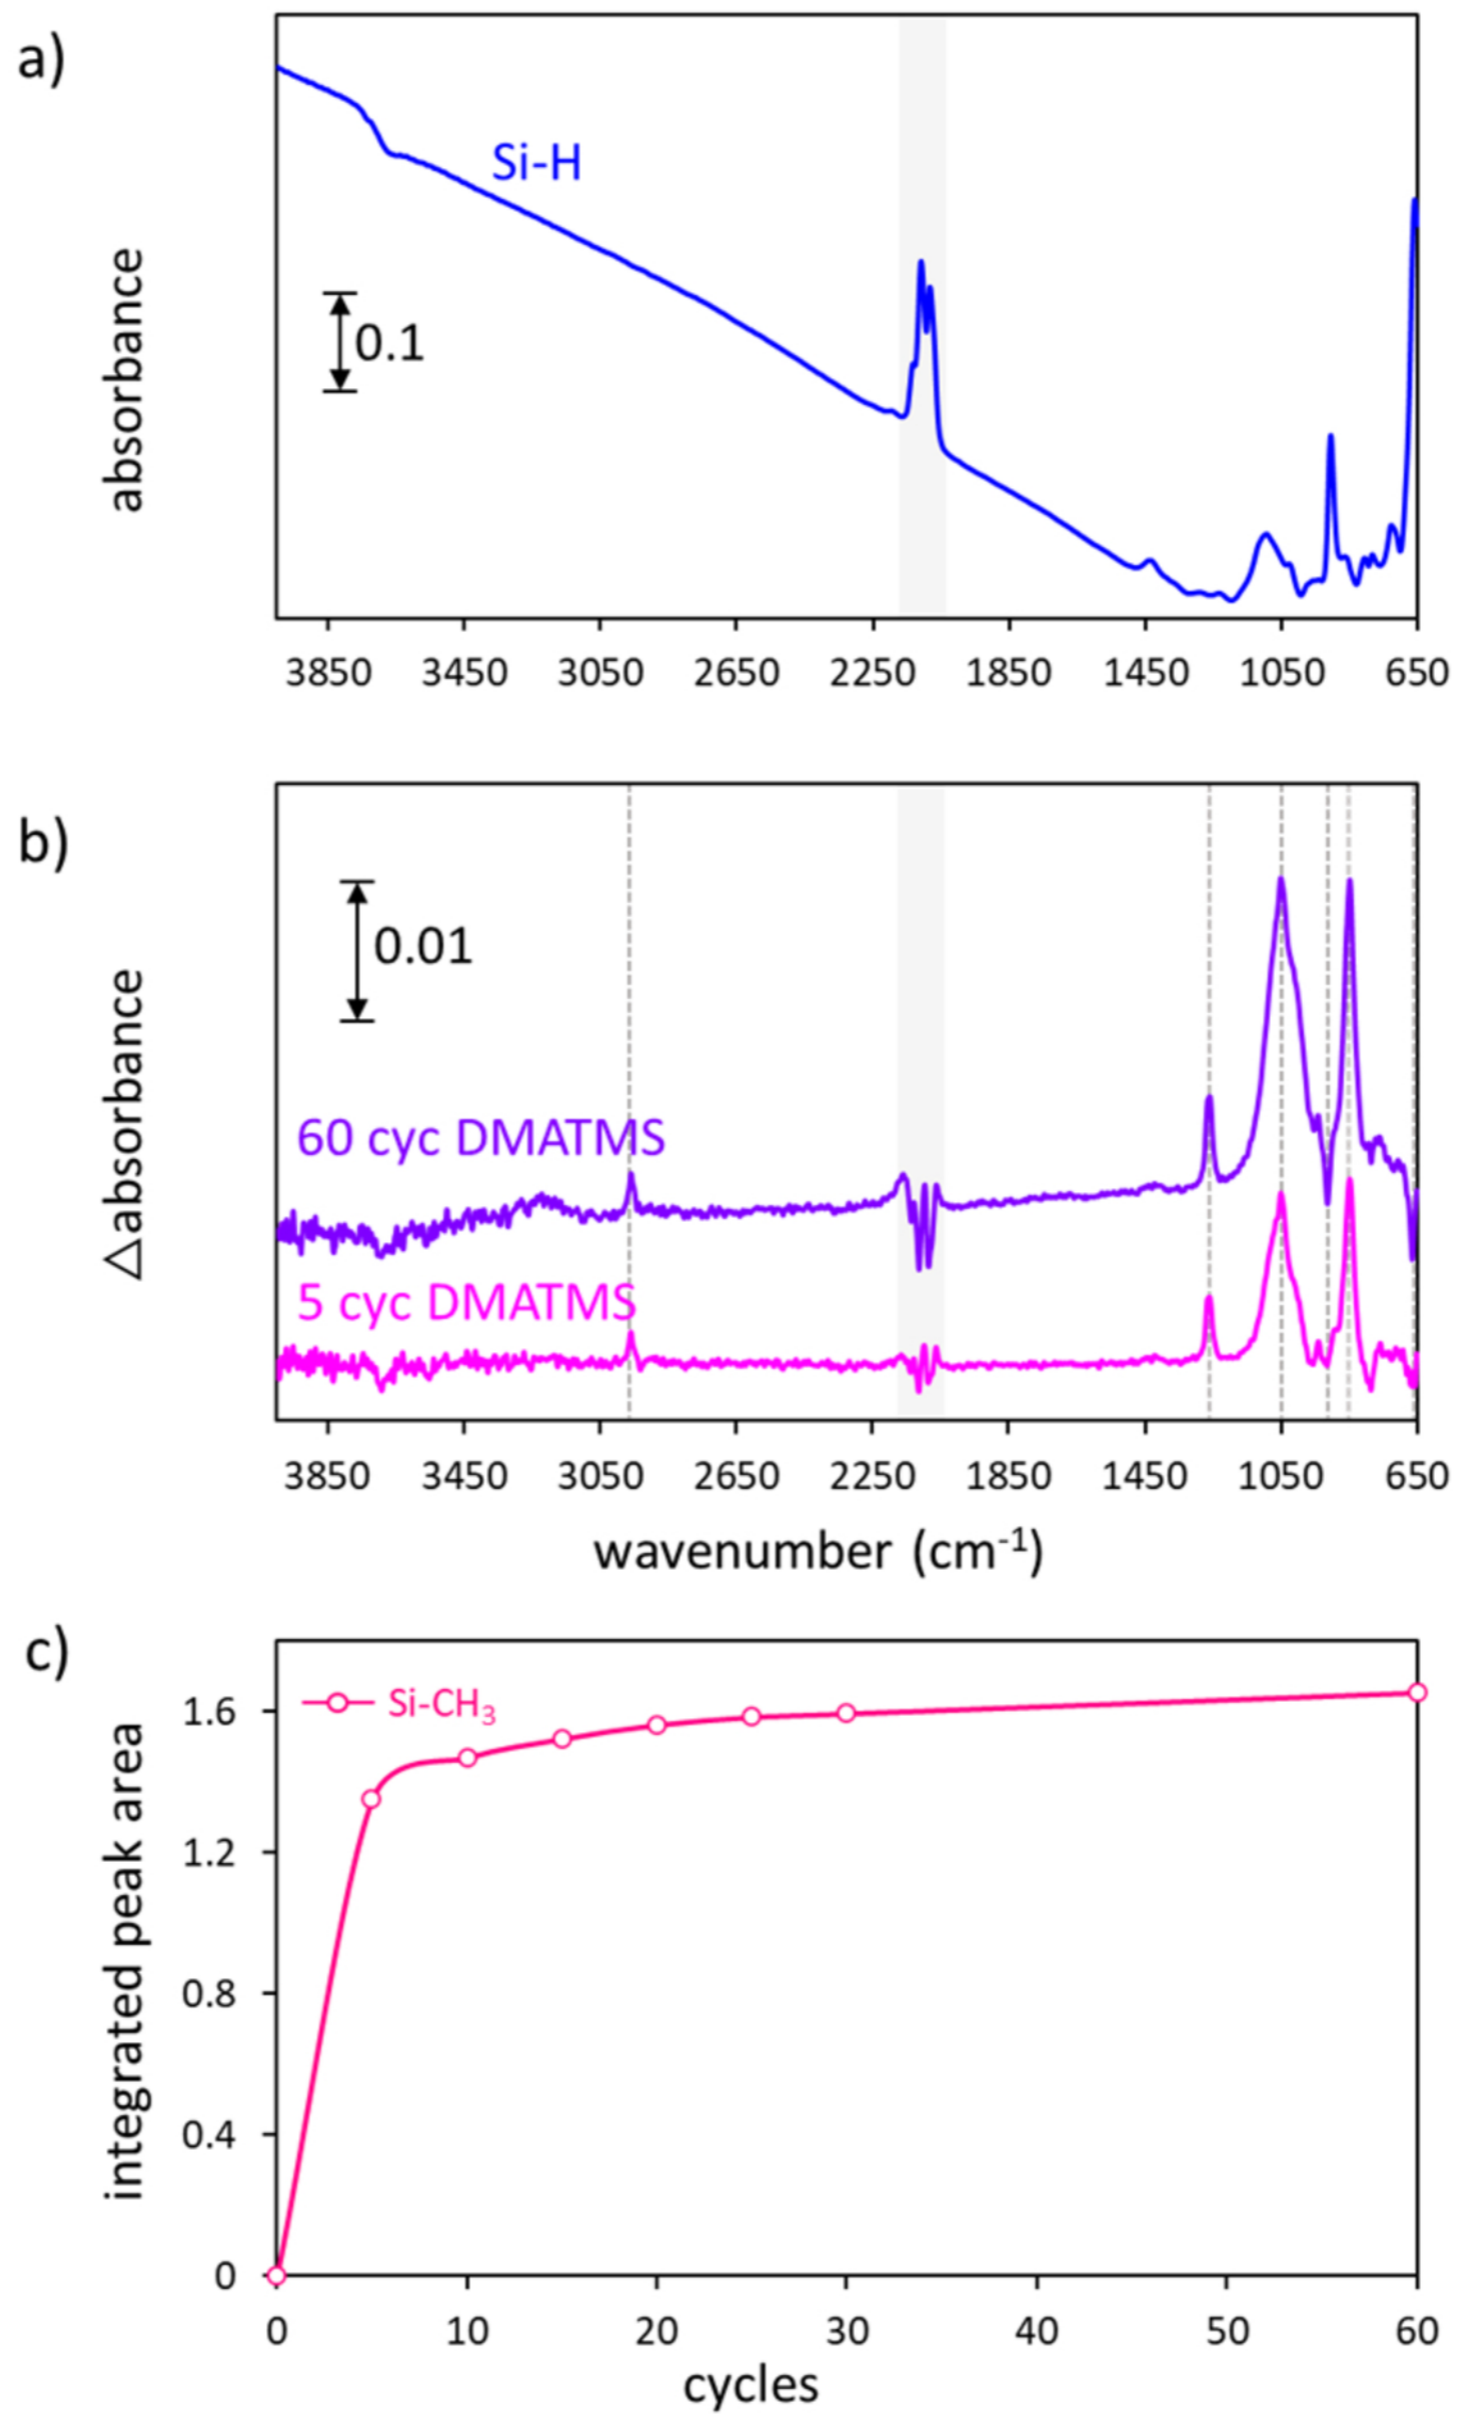 a)
absorbance
Si-H
0.1
3850 3450 3050 2650 2250 1850 1450 1050 650
b)
△absorbance
0.01
60 cyc DMATMS
5 cyc DMATMS
3850 3450 3050 2650 2250 1850 1450 1050 650
wavenumber (cm⁻¹)
c)
integrated peak area
Si-CH₃
1.6
1.2
0.8
0.4
0
0 10 20 30 40 50 60
cycles